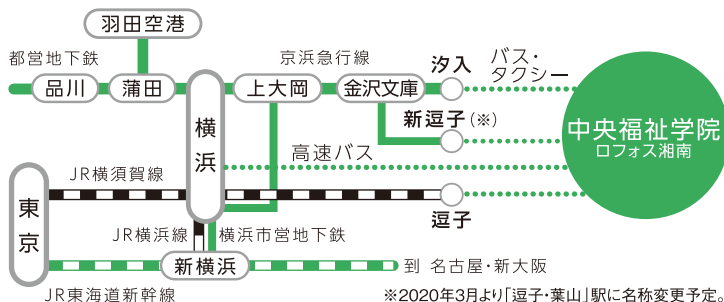 羽田空港
都営地下鉄
京浜急行線
品川
蒲田
上大岡
金沢文庫
汐入
バス・
タクシー
横浜
新逗子(※)
高速バス
中央福祉学院
ロフォス湘南
JR横須賀線
東京
逗子
JR横浜線
横浜市営地下鉄
新横浜
到 名古屋・新大阪
JR東海道新幹線
※2020年3月より「逗子・葉山」駅に名称変更予定。